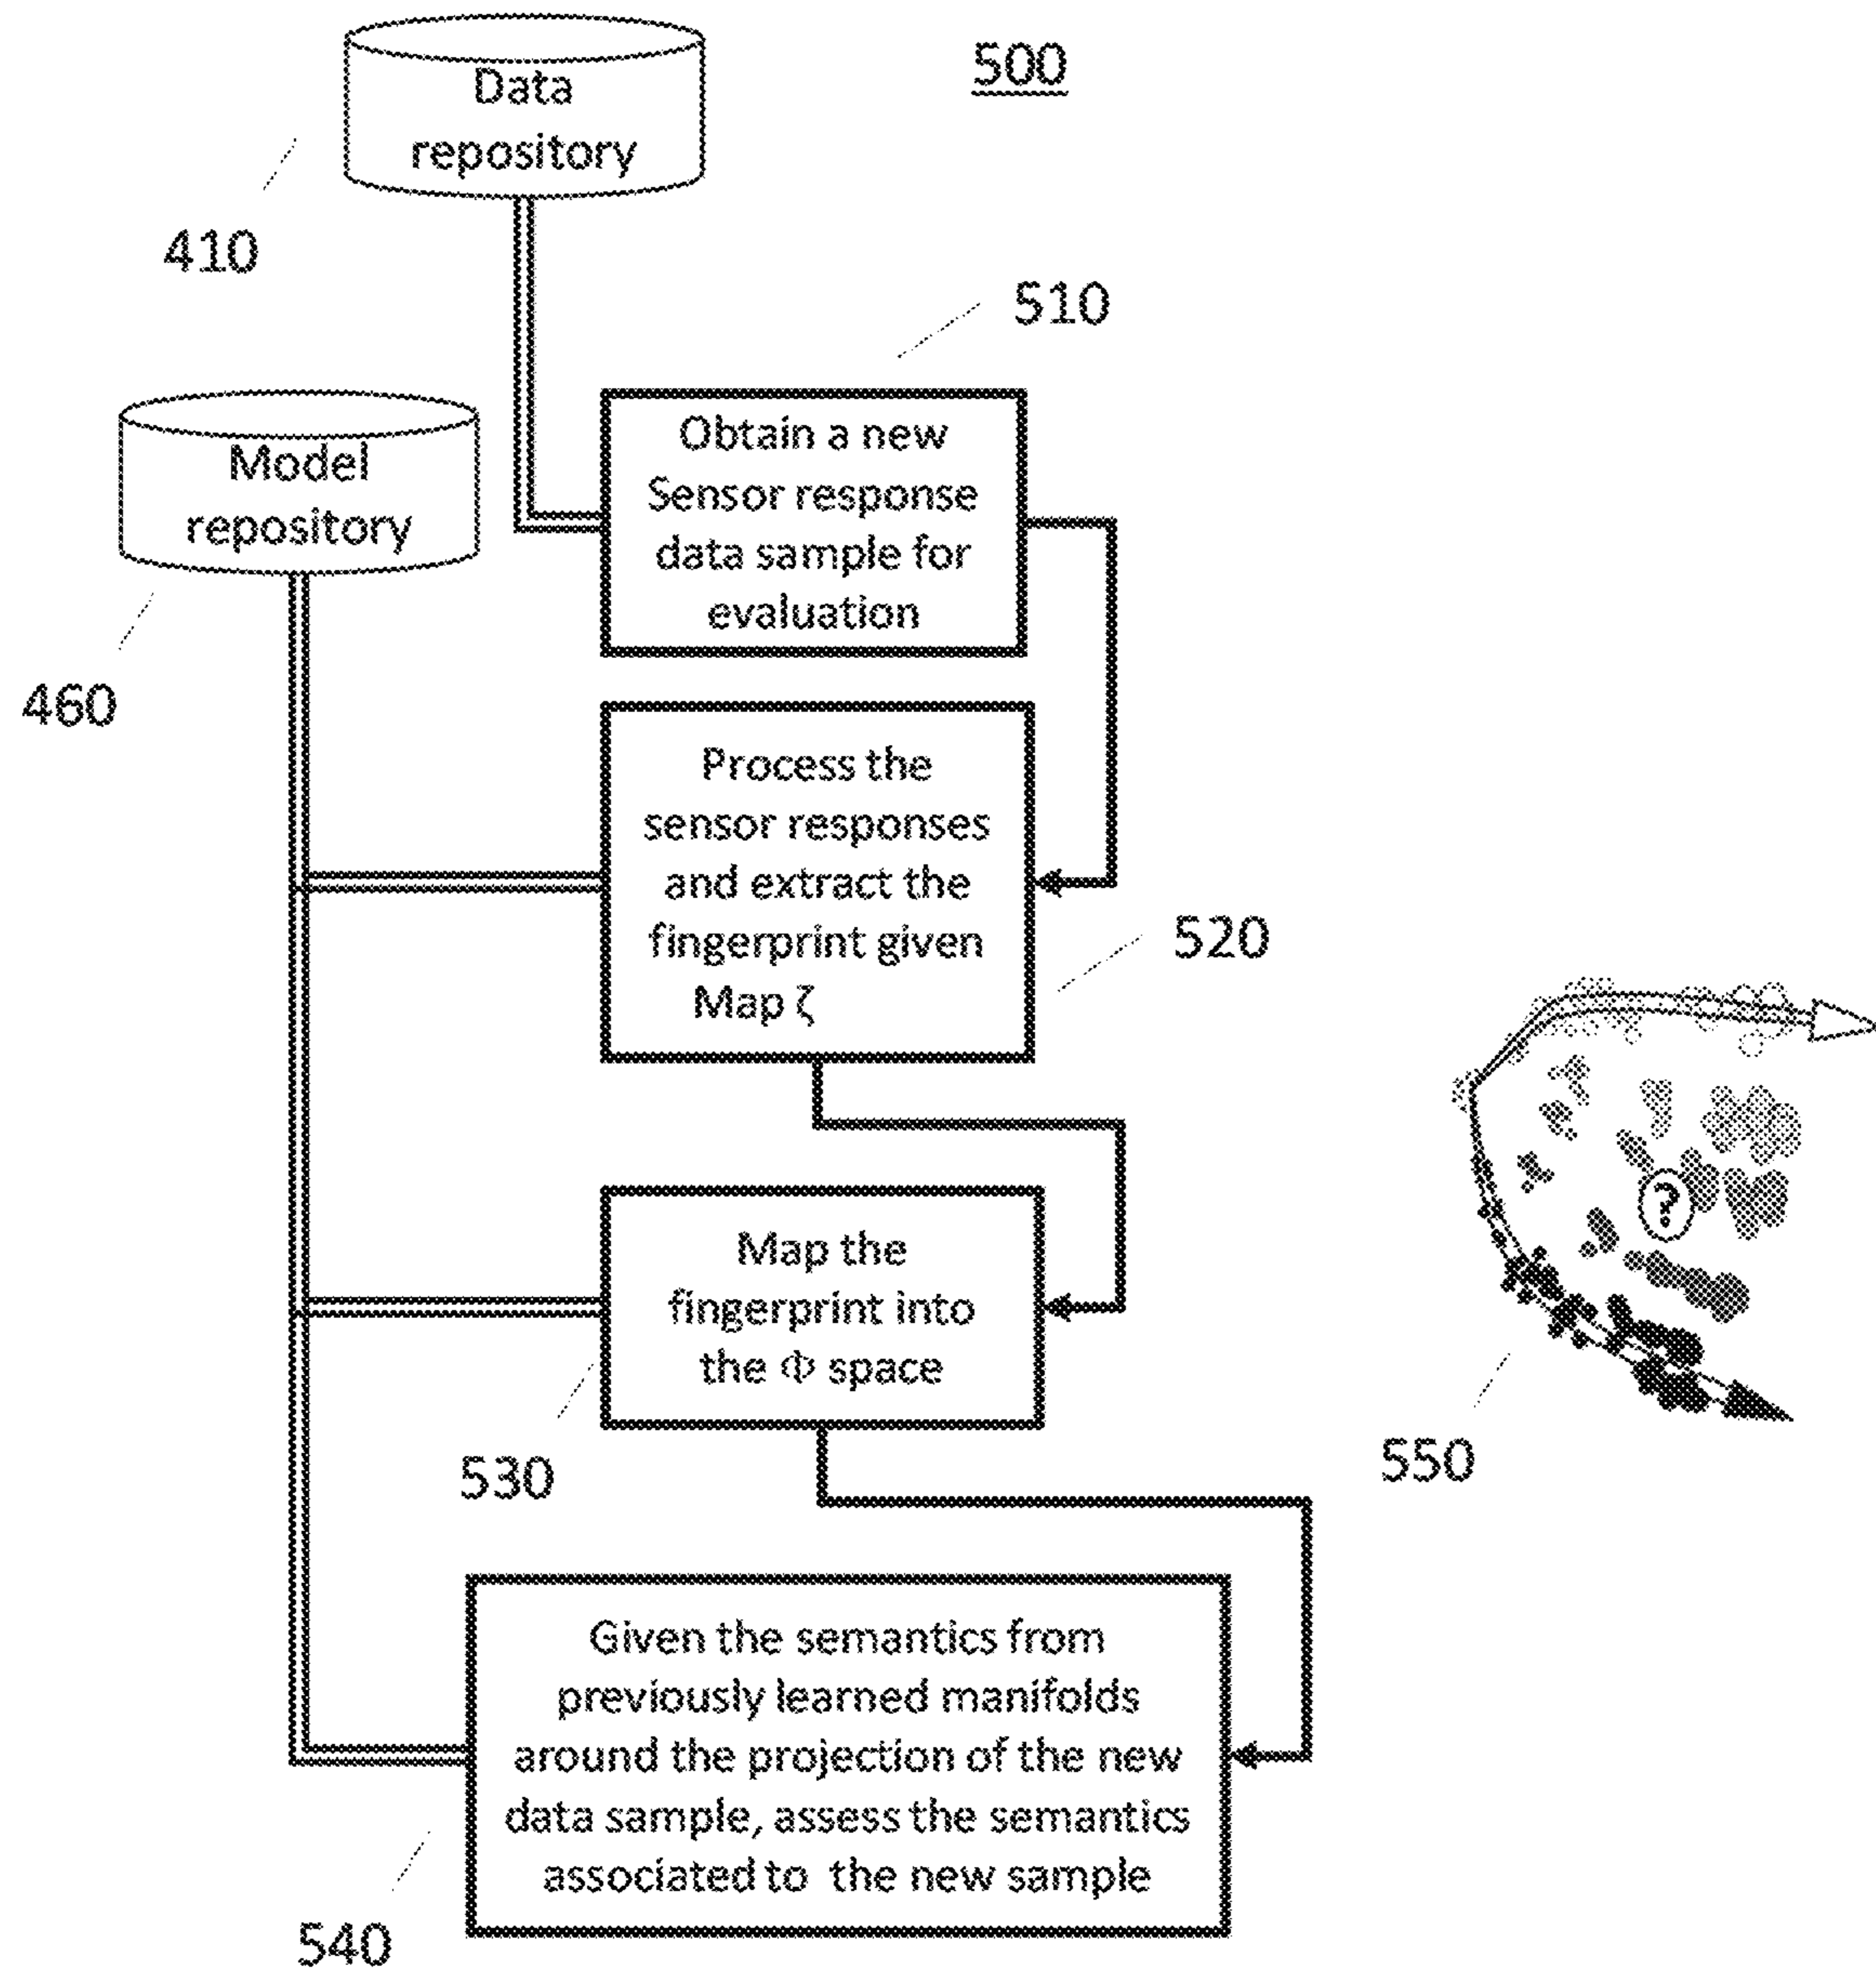 Data
repository
500
410
510
Model
repository
460
Obtain a new
Sensor response
data sample for
evaluation
Process the
sensor responses
and extract the
fingerprint given
Map ζ
520
?
Map the
fingerprint into
the Φ space
530
550
Given the semantics from
previously learned manifolds
around the projection of the new
data sample, assess the semantics
associated to the new sample
540